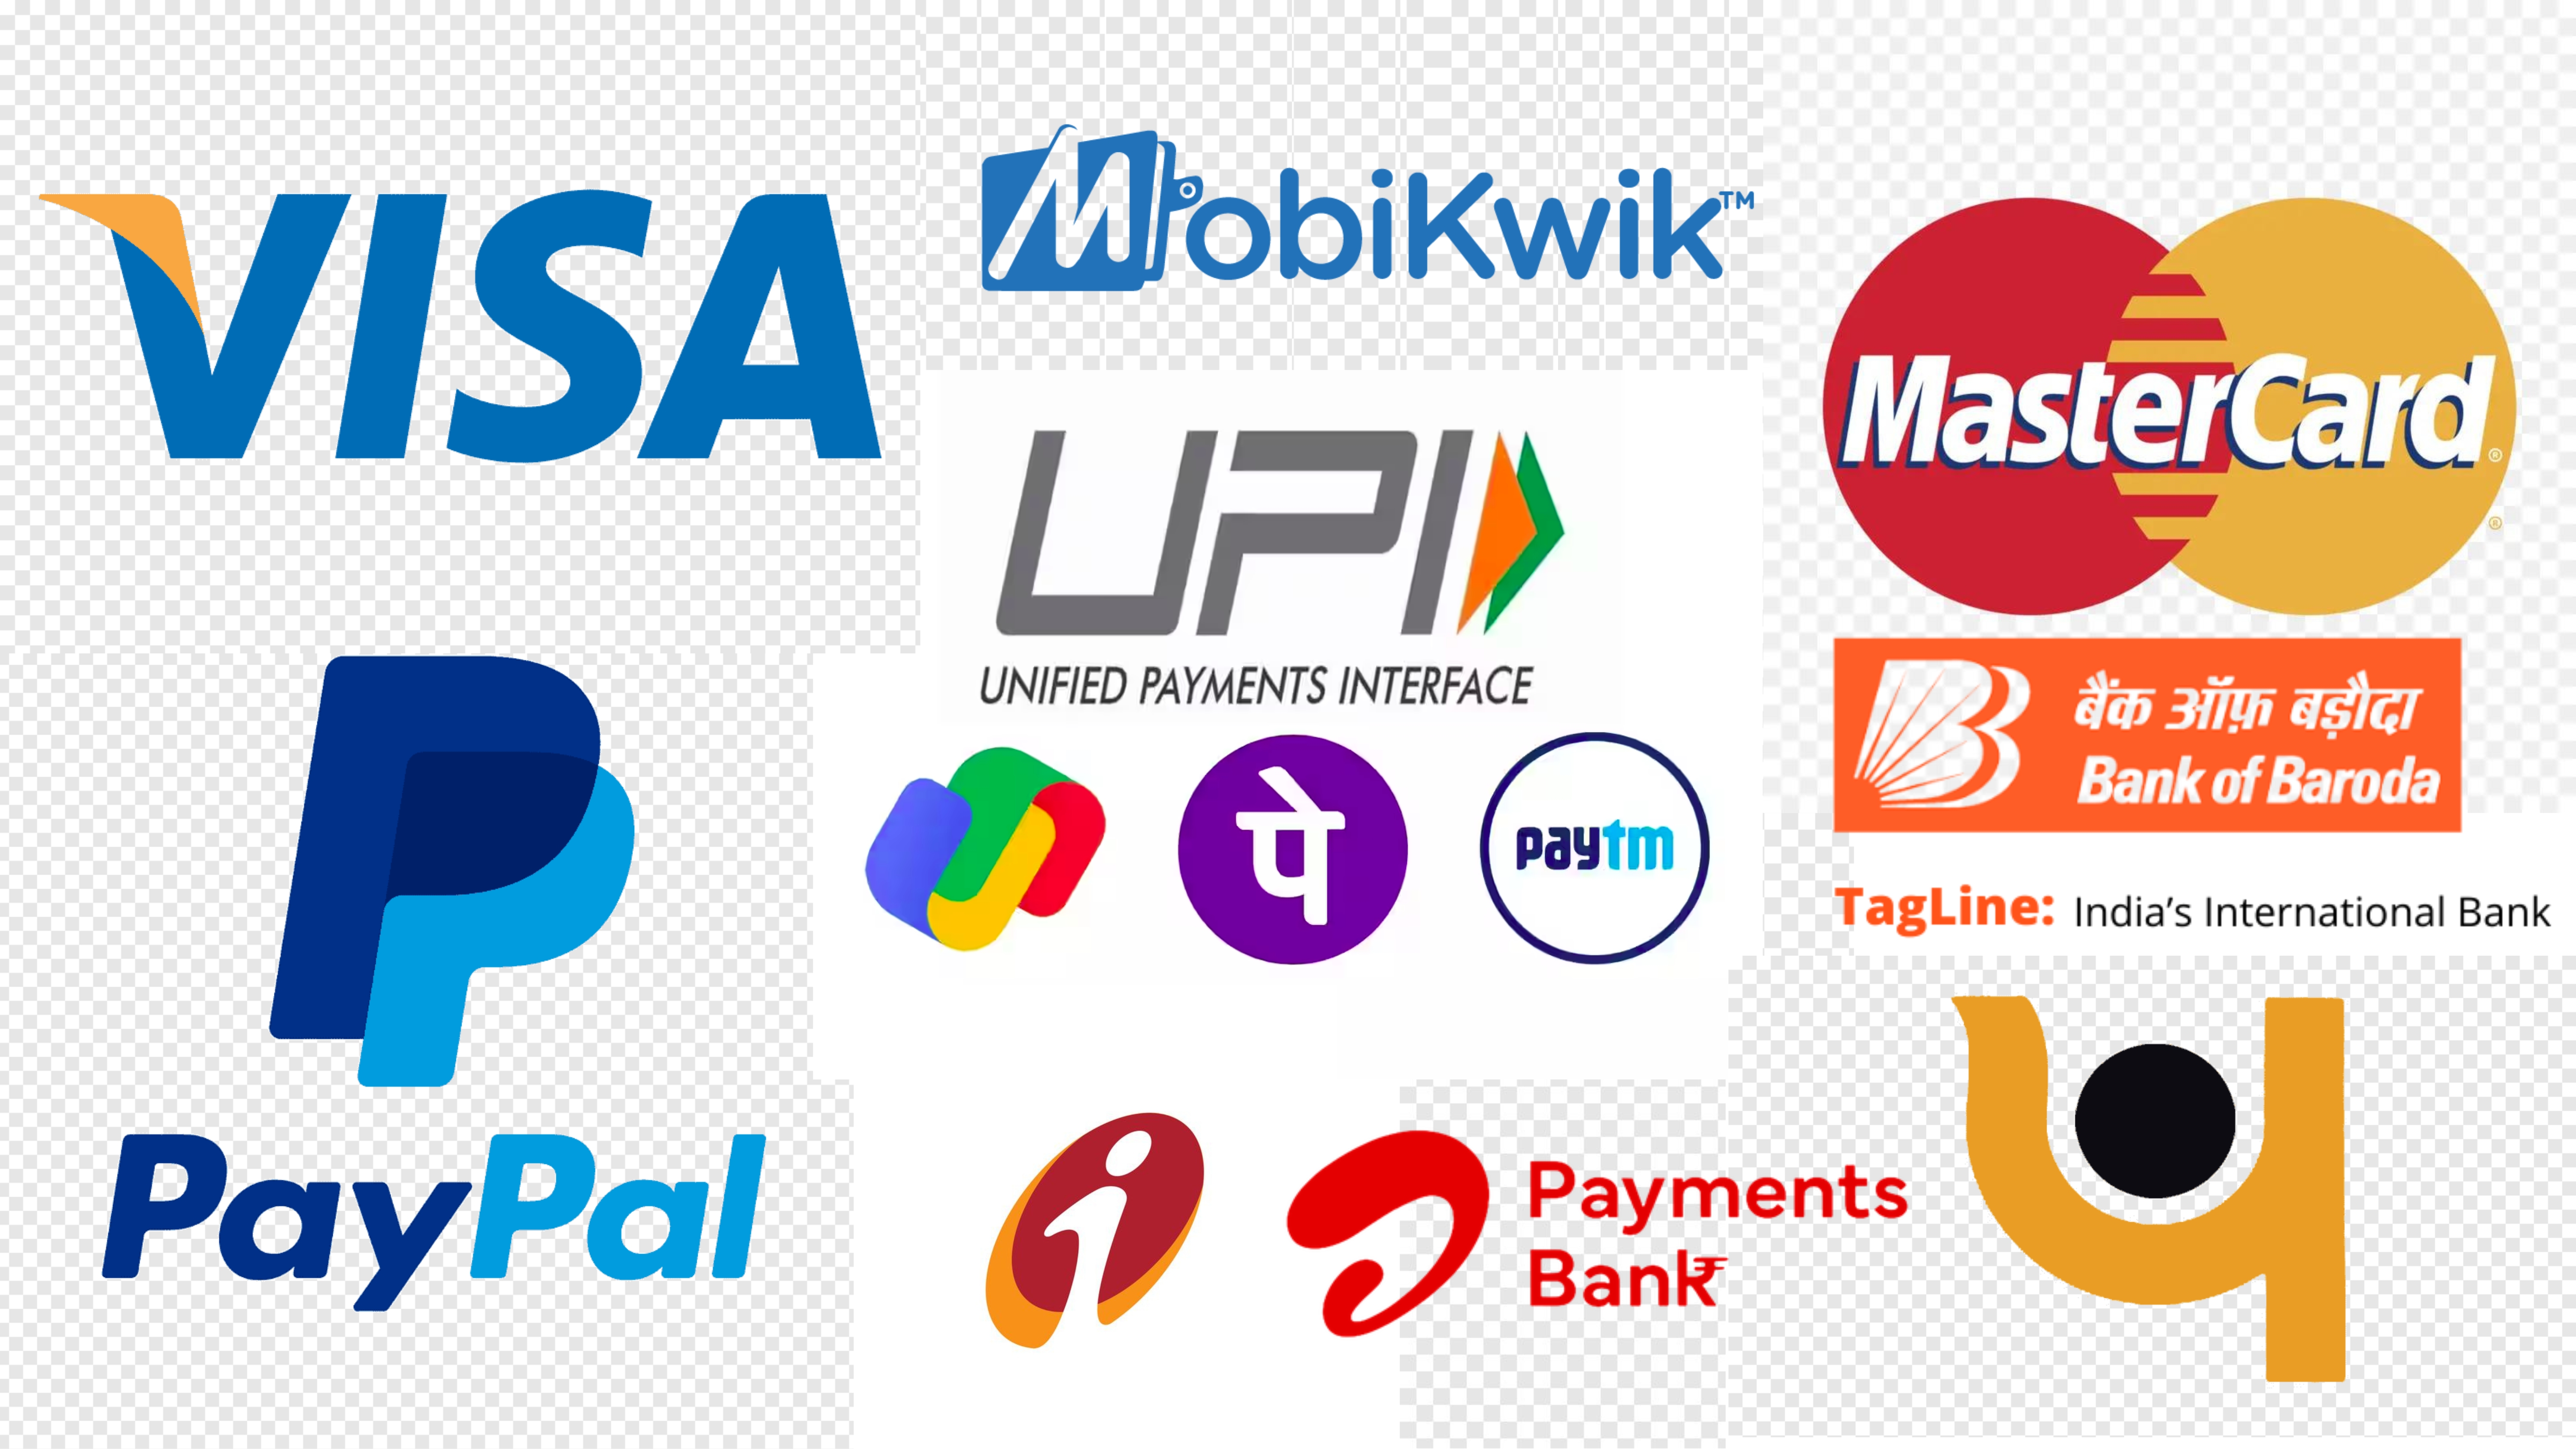 VISA
MobiKwik™
MasterCard®
®
UPI
UNIFIED PAYMENTS INTERFACE
पे
paytm
बैंक ऑफ़ बड़ौदा
Bank of Baroda
TagLine: India's International Bank
P
PayPal
i
Payments
Bank